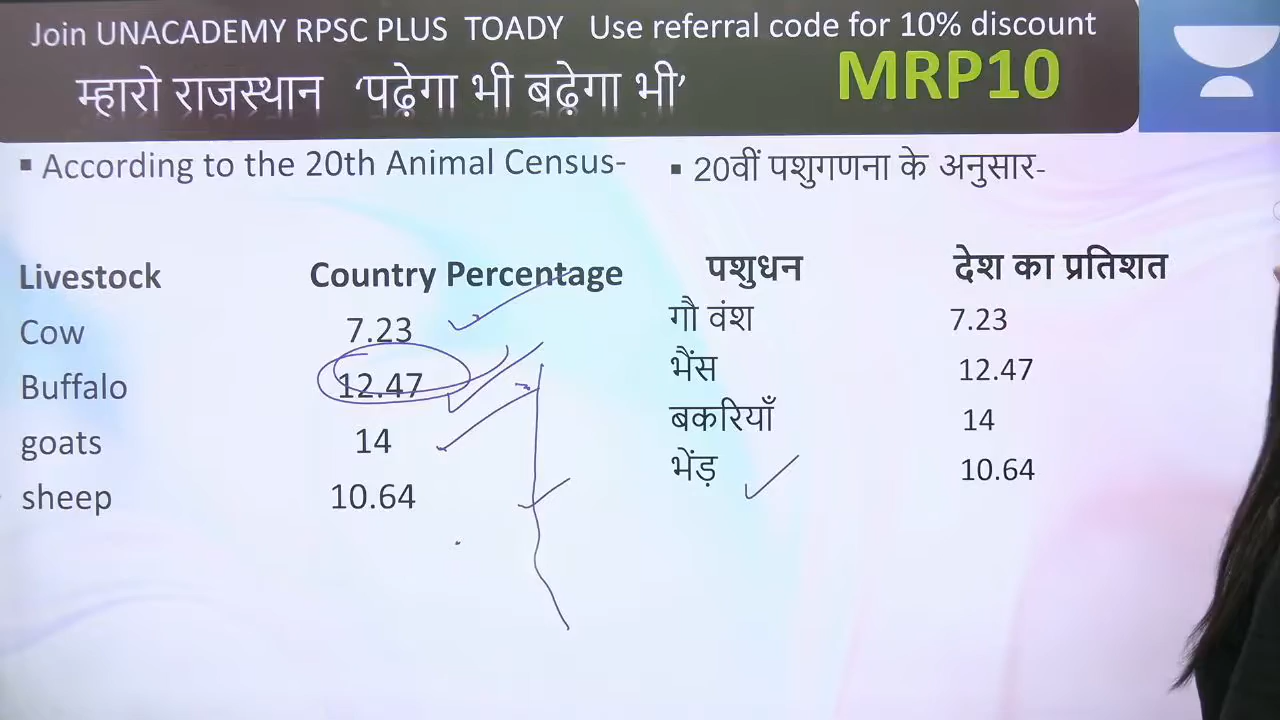 Join UNACADEMY RPSC PLUS TOADY Use referral code for 10% discount
म्हारो राजस्थान ‘पढ़ेगा भी बढ़ेगा भी’
MRP10
▪ According to the 20th Animal Census-
Livestock Country Percentage
Cow 7.23
Buffalo 12.47
goats 14
sheep 10.64
▪ 20वीं पशुगणना के अनुसार-
पशुधन देश का प्रतिशत
गौ वंश 7.23
भैंस 12.47
बकरियाँ 14
भेंड़ 10.64